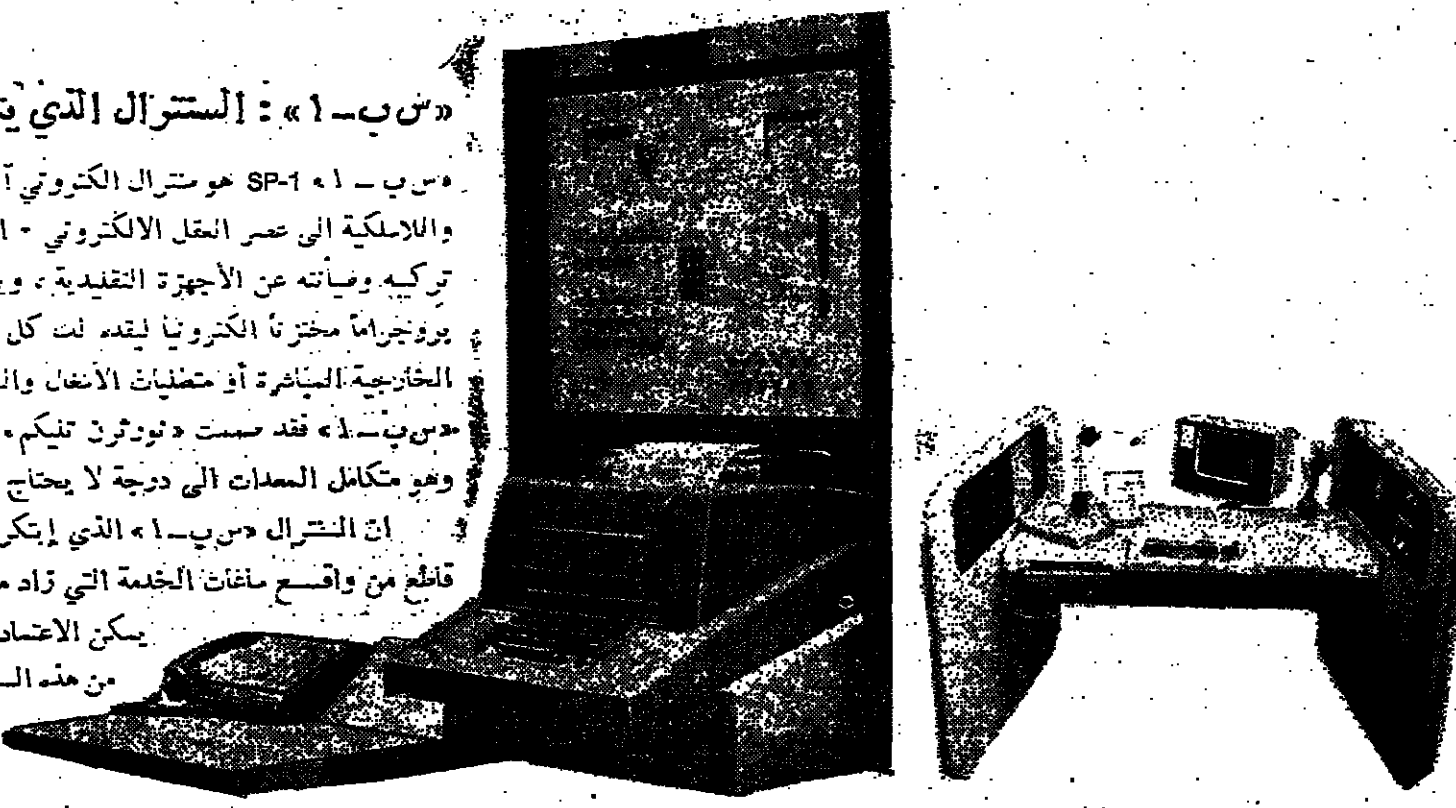 «س ب – ١» : السنترال الذي
«س ب – ١» SP-1 هو سنترال الكتروني
واللاسلكية الى عصر العقل الالكتروني -
تركيبه وصيانته عن الأجهزة التقليدية ،
بروجراماً مختزناً الكترونياً ليقدم لك كل
الخارجية المباشرة أو متطلبات الأشغال
«س ب – ١» فقد صممت «نورثرن تليكم»
وهو متكامل المعدات الى درجة لا يحتاج
ان السنترال «س ب – ١» الذي إبتكر
قاطع من واقع ساعات الخدمة التي زاد
يمكن الاعتماد
من هذه